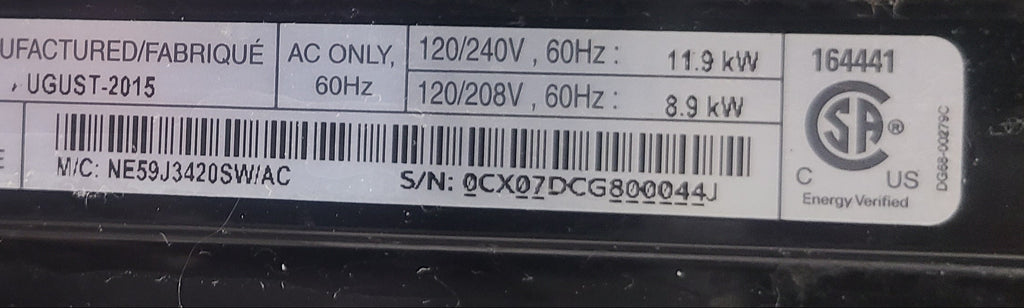 UFACTURED/FABRIQUÉ
UGUST-2015
AC ONLY,
60Hz
120/240V , 60Hz : 11.9 kW
120/208V , 60Hz : 8.9 kW
M/C: NE59J3420SW/AC
S/N: 0CX07DCG800044J
164441
CSA ®
C US
Energy Verified
DG68-00279C
E